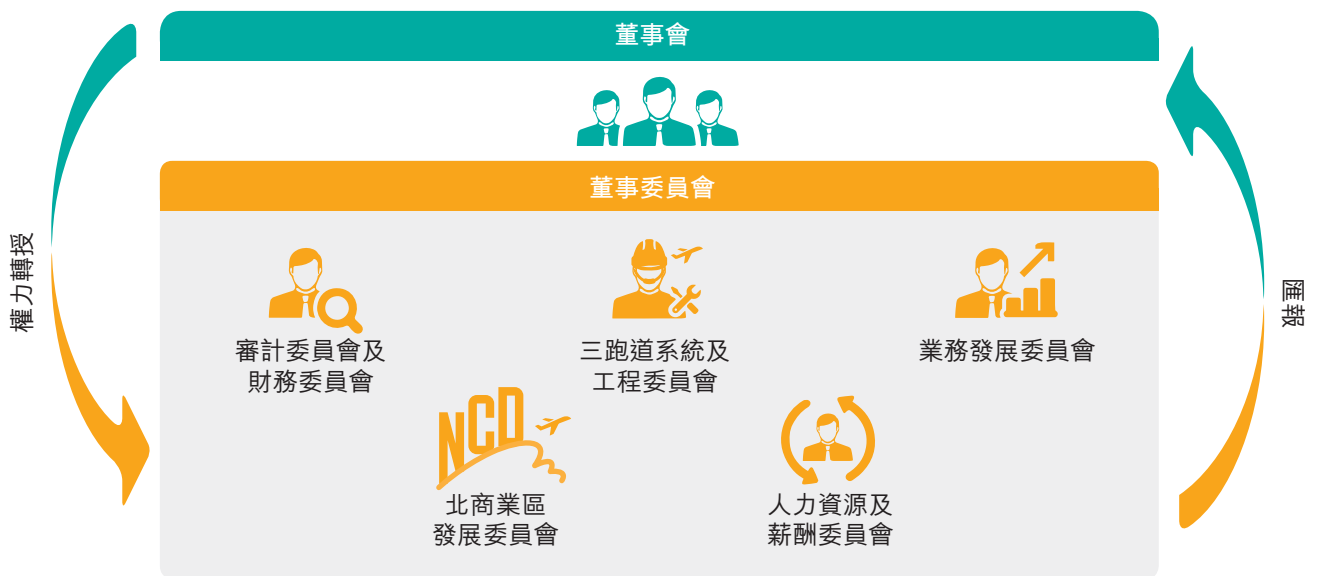 董事會
董事委員會
權力轉授
匯報
審計委員會及
財務委員會
三跑道系統及
工程委員會
業務發展委員會
NCD
北商業區
發展委員會
人力資源及
薪酬委員會